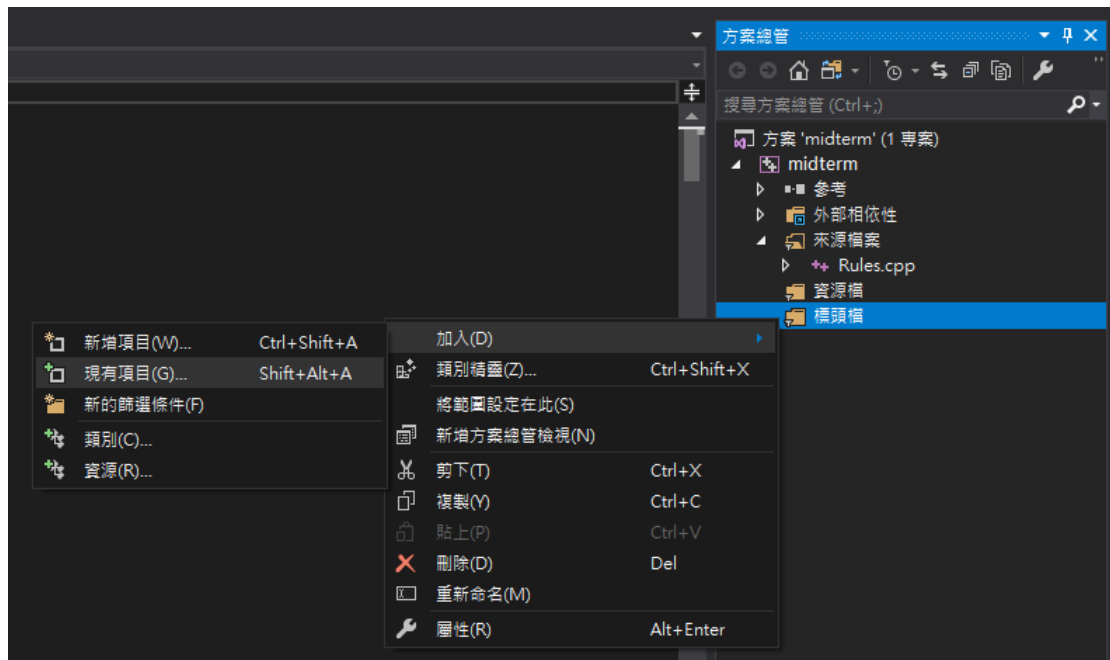 方案總管
搜尋方案總管 (Ctrl+;)
方案 'midterm' (1 專案)
midterm
參考
外部相依性
來源檔案
Rules.cpp
資源檔
標頭檔
加入(D)
類別精靈(Z)... Ctrl+Shift+X
將範圍設定在此(S)
新增方案總管檢視(N)
剪下(T) Ctrl+X
複製(Y) Ctrl+C
貼上(P) Ctrl+V
刪除(D) Del
重新命名(M)
屬性(R) Alt+Enter
新增項目(W)... Ctrl+Shift+A
現有項目(G)... Shift+Alt+A
新的篩選條件(F)
類別(C)...
資源(R)...